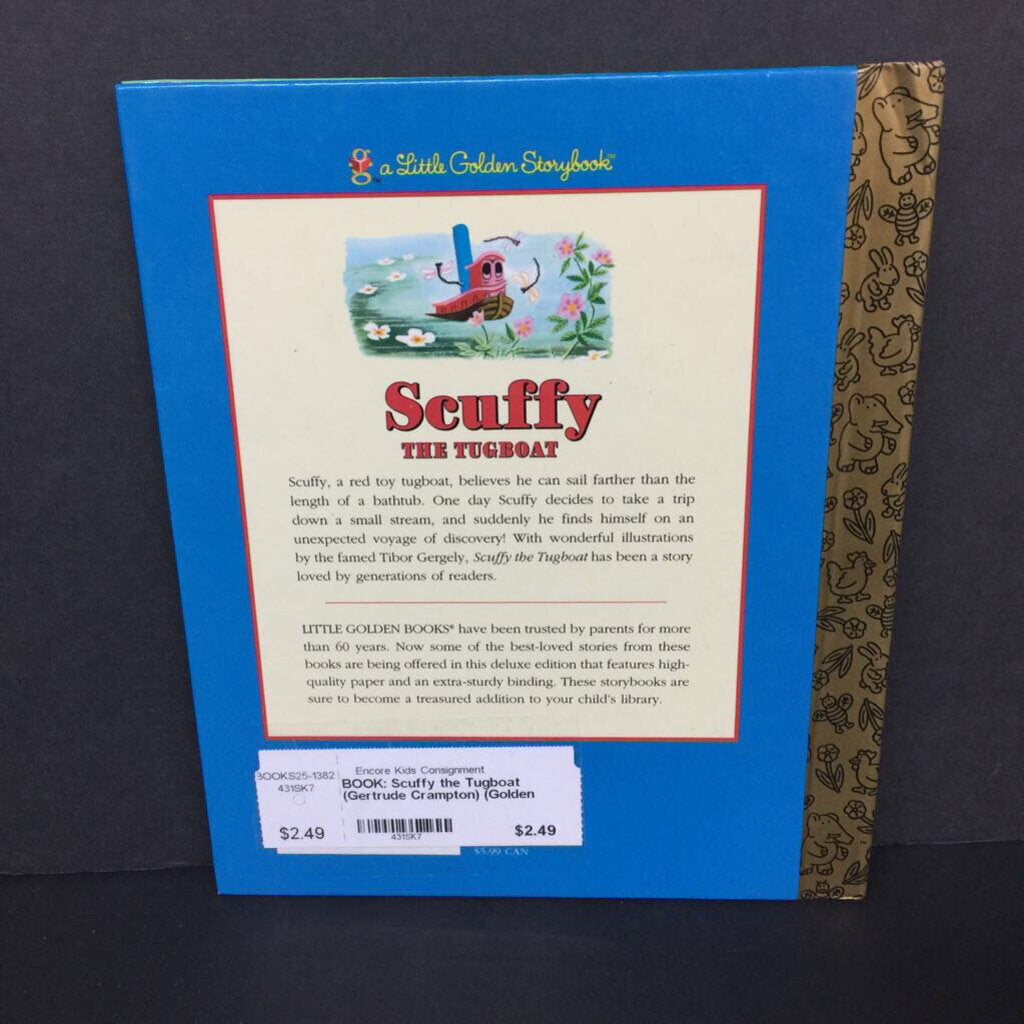 a Little Golden Storybook™
Scuffy
THE TUGBOAT
Scuffy, a red toy tugboat, believes he can sail farther than the
length of a bathtub. One day Scuffy decides to take a trip
down a small stream, and suddenly he finds himself on an
unexpected voyage of discovery! With wonderful illustrations
by the famed Tibor Gergely, Scuffy the Tugboat has been a story
loved by generations of readers.
LITTLE GOLDEN BOOKS® have been trusted by parents for more
than 60 years. Now some of the best-loved stories from these
books are being offered in this deluxe edition that features high-
quality paper and an extra-sturdy binding. These storybooks are
sure to become a treasured addition to your child's library.
BOOKS25-1382
431SK7
$2.49
Encore Kids Consignment
BOOK: Scuffy the Tugboat
(Gertrude Crampton) (Golden
431SK7
$2.49
$5.99 CAN